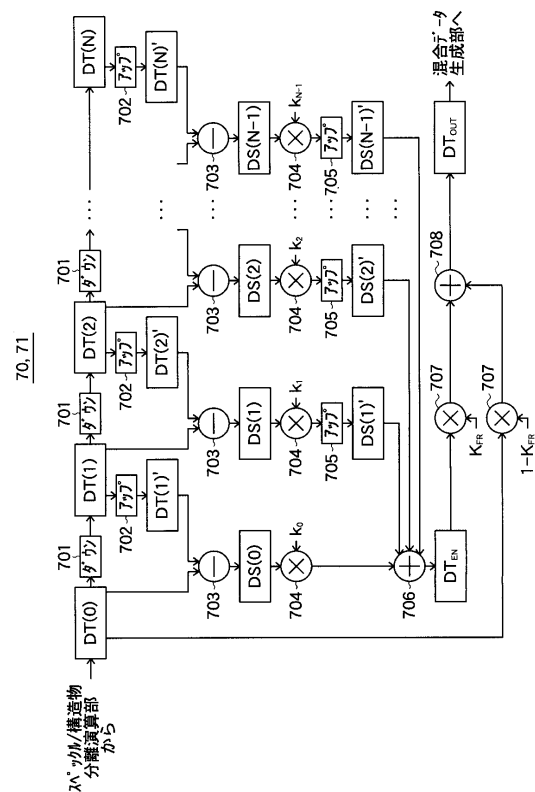 70, 71
スペックル/構造物
分離演算部
から
DT(0)
701
ダウン
DT(1)
701
ダウン
DT(2)
701
ダウン
・・・
DT(N)
702
アップ
DT(1)'
702
アップ
DT(2)'
・・・
702
アップ
DT(N)'
703
703
703
・・・
703
DS(0)
DS(1)
DS(2)
・・・
DS(N-1)
704
k0
704
k1
704
k2
・・・
704
kN-1
705
アップ
705
アップ
・・・
705
アップ
DS(1)'
DS(2)'
・・・
DS(N-1)'
706
DTEN
707
KFR
707
1-KFR
708
DTOUT
混合データ
生成部へ